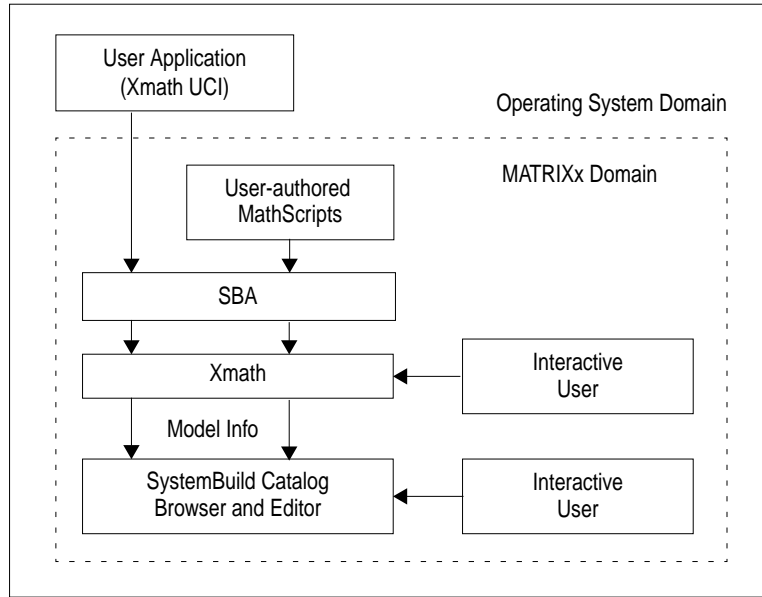 User Application
(Xmath UCI)
Operating System Domain
MATRIXx Domain
User-authored
MathScripts
SBA
Xmath
Interactive
User
Model Info
SystemBuild Catalog
Browser and Editor
Interactive
User